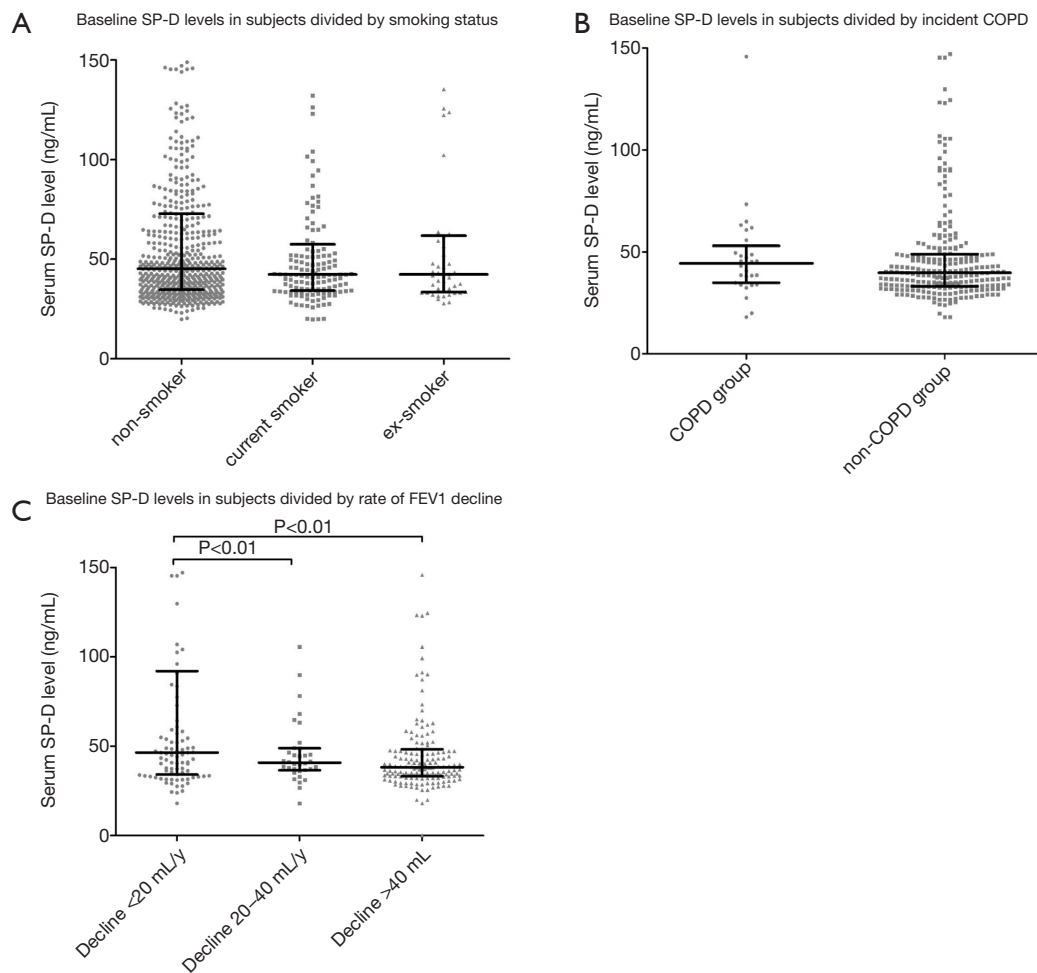 A
Baseline SP-D levels in subjects divided by smoking status
Serum SP-D level (ng/mL)
150
100
50
0
non-smoker
current smoker
ex-smoker
B
Baseline SP-D levels in subjects divided by incident COPD
Serum SP-D level (ng/mL)
150
100
50
0
COPD group
non-COPD group
C
Baseline SP-D levels in subjects divided by rate of FEV1 decline
P<0.01
P<0.01
Serum SP-D level (ng/mL)
150
100
50
0
Decline <20 mL/y
Decline 20–40 mL/y
Decline >40 mL